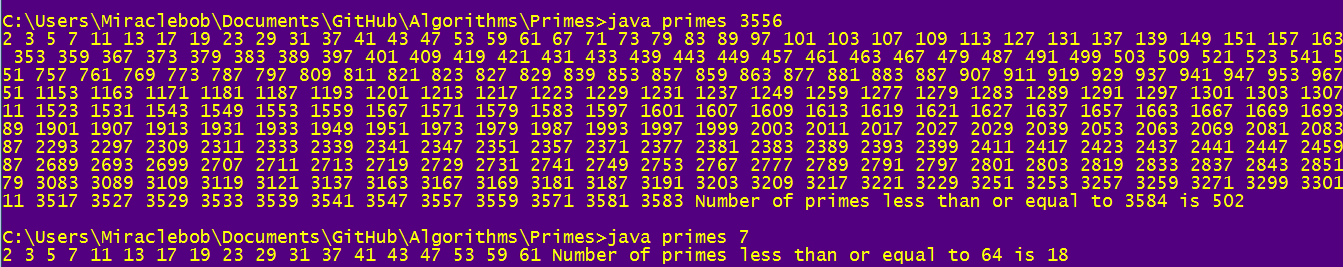 C:\Users\Miraclebob\Documents\GitHub\Algorithms\Primes>java primes 3556
2 3 5 7 11 13 17 19 23 29 31 37 41 43 47 53 59 61 67 71 73 79 83 89 97 101 103 107 109 113 127 131 137 139 149 151 157 163
353 359 367 373 379 383 389 397 401 409 419 421 431 433 439 443 449 457 461 463 467 479 487 491 499 503 509 521 523 541 5
51 757 761 769 773 787 797 809 811 821 823 827 829 839 853 857 859 863 877 881 883 887 907 911 919 929 937 941 947 953 967
51 1153 1163 1171 1181 1187 1193 1201 1213 1217 1223 1229 1231 1237 1249 1259 1277 1279 1283 1289 1291 1297 1301 1303 1307
11 1523 1531 1543 1549 1553 1559 1567 1571 1579 1583 1597 1601 1607 1609 1613 1619 1621 1627 1637 1657 1663 1667 1669 1693
89 1901 1907 1913 1931 1933 1949 1951 1973 1979 1987 1993 1997 1999 2003 2011 2017 2027 2029 2039 2053 2063 2069 2081 2083
87 2293 2297 2309 2311 2333 2339 2341 2347 2351 2357 2371 2377 2381 2383 2389 2393 2399 2411 2417 2423 2437 2441 2447 2459
87 2689 2693 2699 2707 2711 2713 2719 2729 2731 2741 2749 2753 2767 2777 2789 2791 2797 2801 2803 2819 2833 2837 2843 2851
79 3083 3089 3109 3119 3121 3137 3163 3167 3169 3181 3187 3191 3203 3209 3217 3221 3229 3251 3253 3257 3259 3271 3299 3301
11 3517 3527 3529 3533 3539 3541 3547 3557 3559 3571 3581 3583 Number of primes less than or equal to 3584 is 502
C:\Users\Miraclebob\Documents\GitHub\Algorithms\Primes>java primes 7
2 3 5 7 11 13 17 19 23 29 31 37 41 43 47 53 59 61 Number of primes less than or equal to 64 is 18